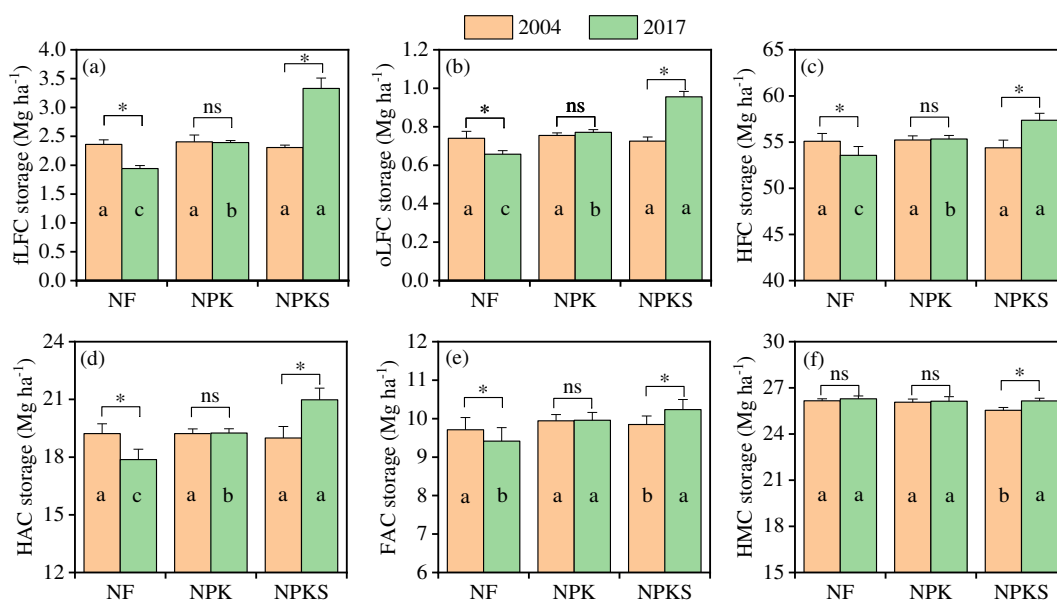 2004 2017
(a)
fLFC storage (Mg ha⁻¹)
4.0
3.5
3.0
2.5
2.0
1.5
1.0
0.5
0.0
* ns *
a c a b a a
NF NPK NPKS
(b)
oLFC storage (Mg ha⁻¹)
1.2
1.0
0.8
0.6
0.4
0.2
0.0
* ns *
a c a b a a
NF NPK NPKS
(c)
HFC storage (Mg ha⁻¹)
65
60
55
50
45
40
* ns *
a c a b a a
NF NPK NPKS
(d)
HAC storage (Mg ha⁻¹)
24
21
18
15
12
* ns *
a c a b a a
NF NPK NPKS
(e)
FAC storage (Mg ha⁻¹)
12
11
10
9
8
7
6
* ns *
a b a a b a
NF NPK NPKS
(f)
HMC storage (Mg ha⁻¹)
30
27
24
21
18
15
ns ns *
a a a a b a
NF NPK NPKS